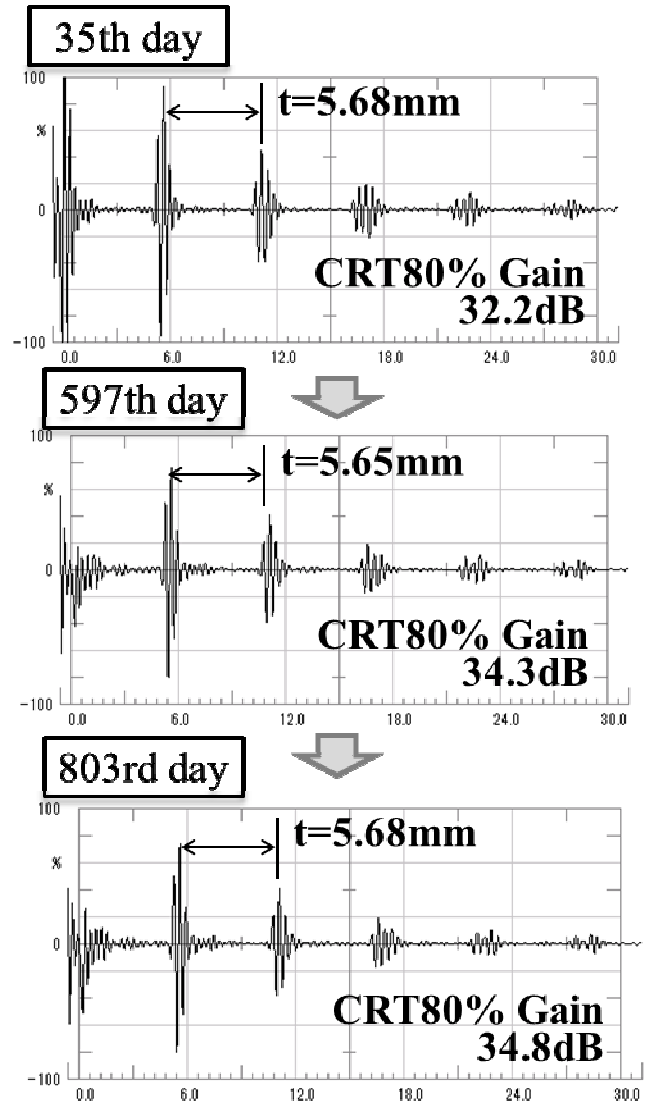 35th day
100
t=5.68mm
%
0
CRT80% Gain
32.2dB
-100
0.0 6.0 12.0 18.0 24.0 30.0
597th day
100
t=5.65mm
%
0
CRT80% Gain
34.3dB
-100
0.0 6.0 12.0 18.0 24.0 30.0
803rd day
100
t=5.68mm
%
0
CRT80% Gain
34.8dB
-100
0.0 6.0 12.0 18.0 24.0 30.0